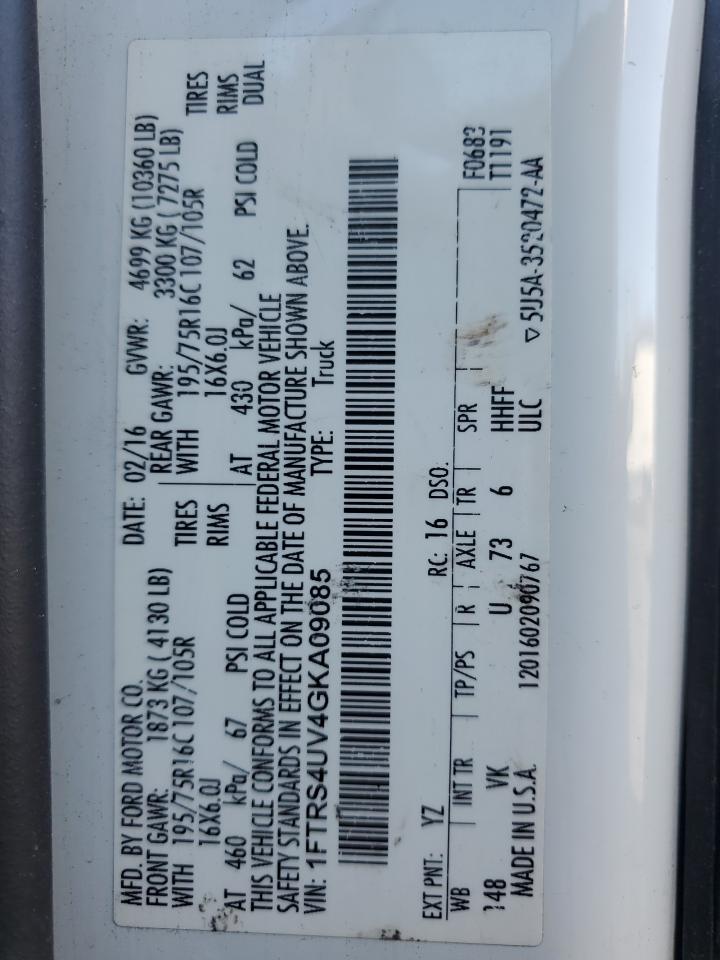 MFD. BY FORD MOTOR CO.
DATE: 02/16 GVWR: 4699 KG (10360 LB)
FRONT GAWR: 1873 KG ( 4130 LB)
REAR GAWR: 3300 KG ( 7275 LB)
WITH 195/75R16C 107/105R TIRES
WITH 195/75R16C 107/105R TIRES
16X6.0J RIMS
16X6.0J RIMS
AT 460 kPa/ 67 PSI COLD
AT 430 kPa/ 62 PSI COLD DUAL
THIS VEHICLE CONFORMS TO ALL APPLICABLE FEDERAL MOTOR VEHICLE
SAFETY STANDARDS IN EFFECT ON THE DATE OF MANUFACTURE SHOWN ABOVE.
VIN: 1FTRS4UV4GKA09085 TYPE: Truck
EXT PNT: YZ RC: 16 DSO:
WB INT TR TP/PS R AXLE TR SPR F0683
148 VK U 73 6 HHFF T1191
MADE IN U.S.A. 1201602090767 ULC
▽ 5U5A-3520472-AA